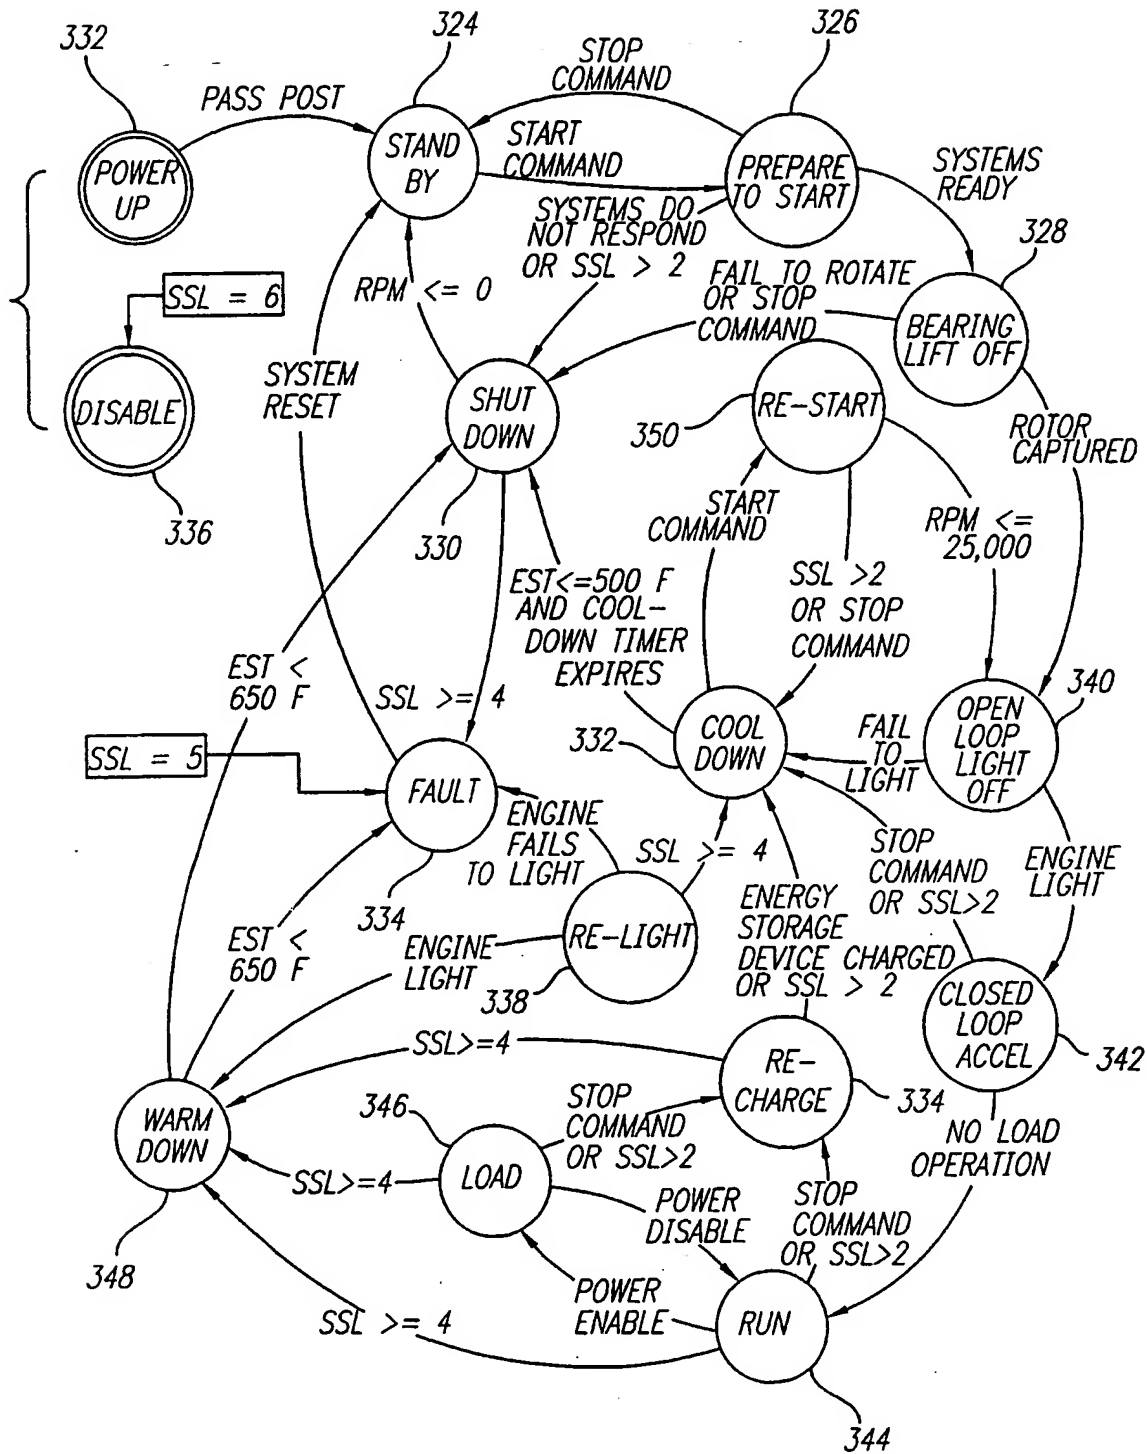 332
324
326
STOP
COMMAND
PASS POST
START
COMMAND
STAND
BY
POWER
UP
PREPARE
TO START
SYSTEMS
READY
SYSTEMS DO
NOT RESPOND
OR SSL > 2
328
FAIL TO ROTATE
OR STOP
COMMAND
RPM <= 0
SSL = 6
BEARING
LIFT OFF
SYSTEM
RESET
DISABLE
SHUT
DOWN
RE-START
350
ROTOR
CAPTURED
336
330
START
COMMAND
RPM <=
25,000
EST<=500 F
AND COOL-
DOWN TIMER
EXPIRES
SSL >2
OR STOP
COMMAND
EST <
650 F
SSL >= 4
340
OPEN
LOOP
LIGHT
OFF
332
COOL
DOWN
FAIL
TO
LIGHT
SSL = 5
FAULT
ENGINE
FAILS
TO LIGHT
SSL >= 4
STOP
COMMAND
OR SSL>2
ENGINE
LIGHT
334
EST <
650 F
ENGINE
LIGHT
RE-LIGHT
338
ENERGY
STORAGE
DEVICE CHARGED
OR SSL > 2
CLOSED
LOOP
ACCEL
342
SSL>=4
RE-
CHARGE
334
346
STOP
COMMAND
OR SSL>2
WARM
DOWN
LOAD
SSL>=4
NO LOAD
OPERATION
POWER
DISABLE
STOP
COMMAND
OR SSL>2
348
POWER
ENABLE
RUN
SSL >= 4
344